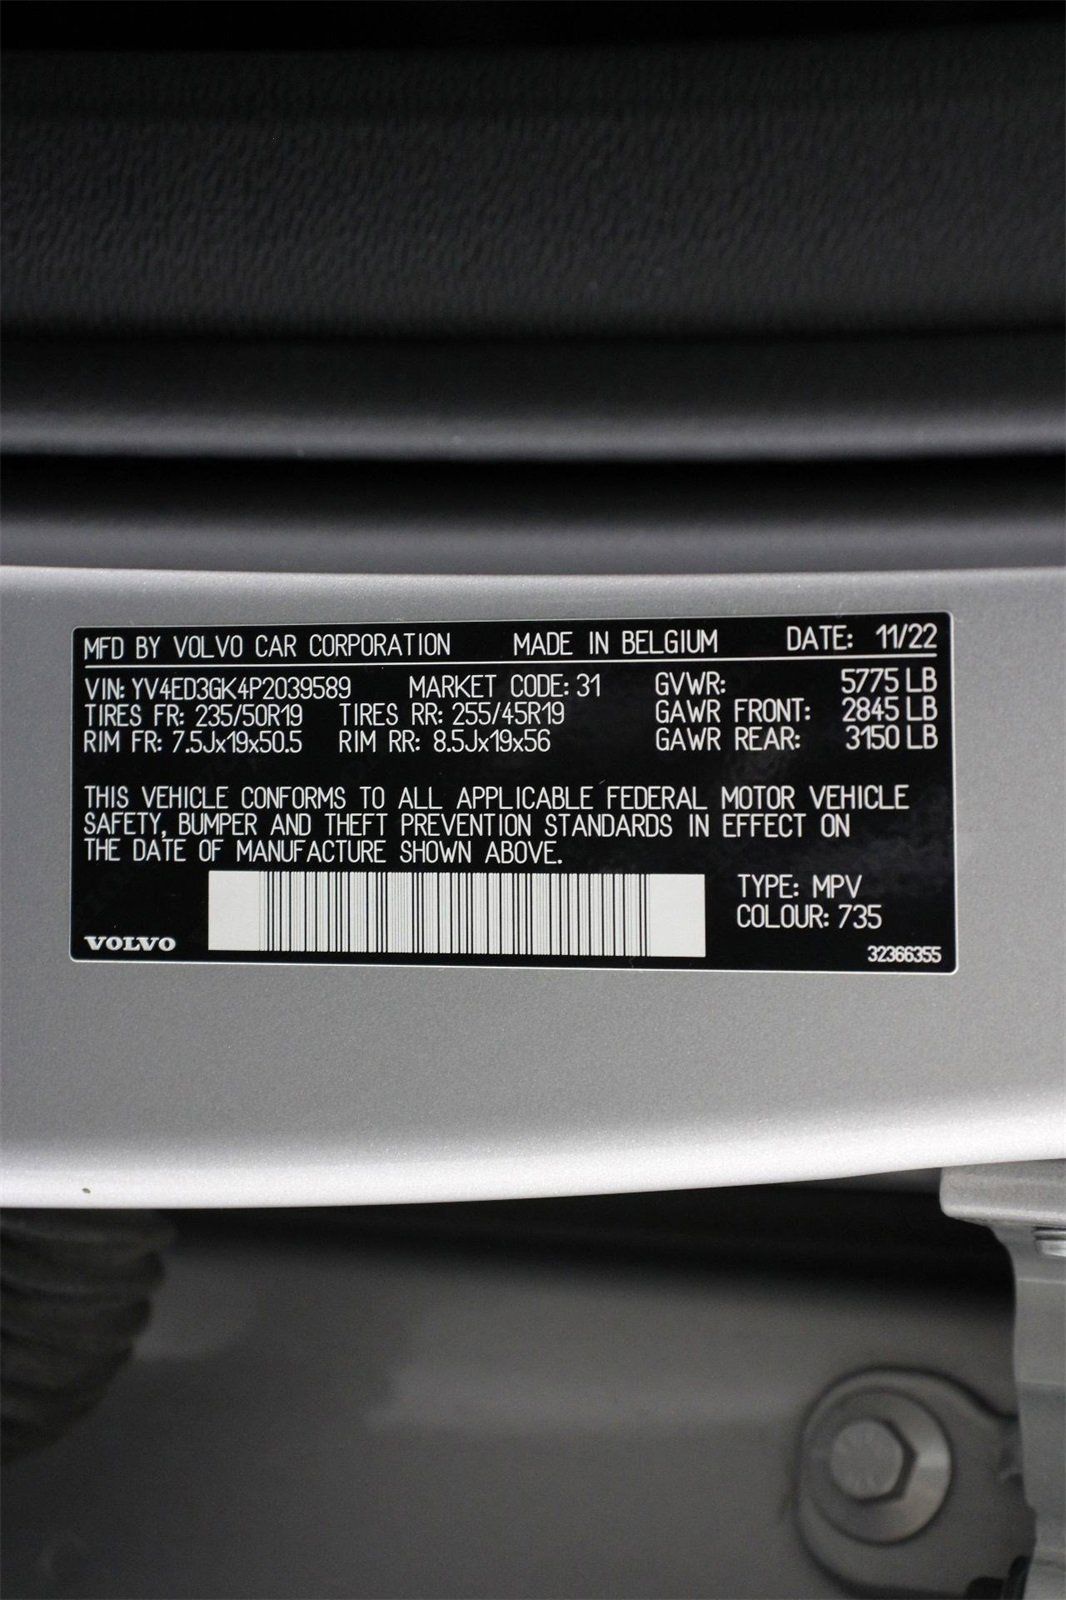 MFD BY VOLVO CAR CORPORATION MADE IN BELGIUM DATE: 11/22
VIN: YV4ED3GK4P2039589 MARKET CODE: 31 GVWR: 5775 LB
TIRES FR: 235/50R19 TIRES RR: 255/45R19 GAWR FRONT: 2845 LB
RIM FR: 7.5Jx19x50.5 RIM RR: 8.5Jx19x56 GAWR REAR: 3150 LB
THIS VEHICLE CONFORMS TO ALL APPLICABLE FEDERAL MOTOR VEHICLE
SAFETY, BUMPER AND THEFT PREVENTION STANDARDS IN EFFECT ON
THE DATE OF MANUFACTURE SHOWN ABOVE.
TYPE: MPV
COLOUR: 735
VOLVO
32366355